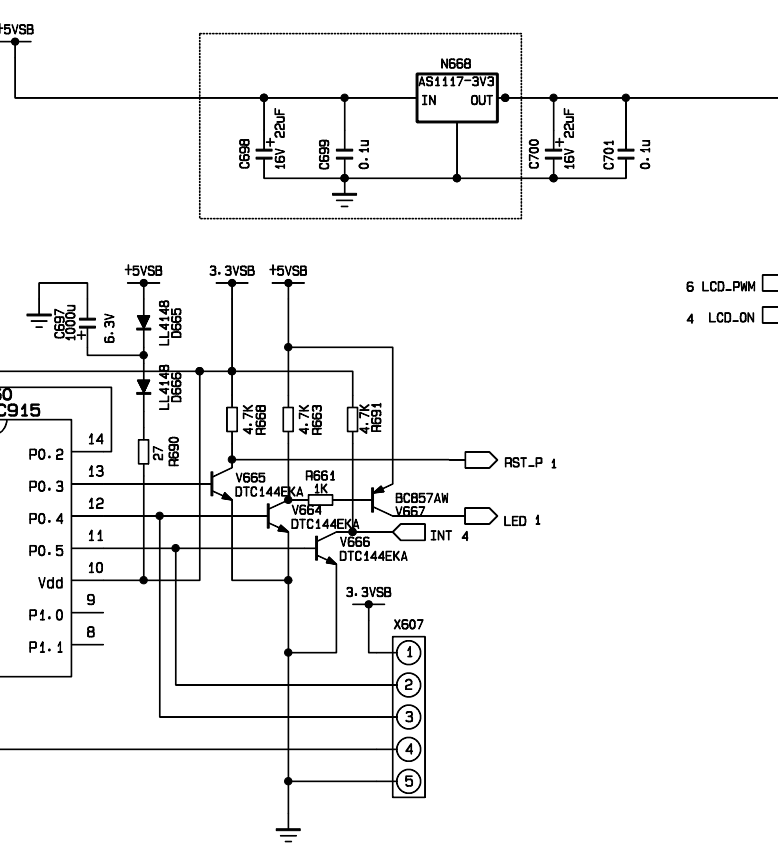 +5VSB
N668
AS1117-3V3
IN OUT
C698
16V 22uF
+
C699
0.1u
C700
16V 22uF
+
C701
0.1u
+5VSB 3.3VSB +5VSB
6 LCD_PWM
4 LCD_ON
C697
1000u
+
6.3V
LL4148
D665
LL4148
D666
C915
27
R690
4.7K
R668
4.7K
R663
4.7K
R691
14
P0.2
13
P0.3
12
P0.4
11
P0.5
10
Vdd
9
P1.0
8
P1.1
RST_P 1
V665
DTC144EKA
R661
1K
V664
DTC144EKA
BC857AW
V667
LED 1
INT 4
V666
DTC144EKA
3.3VSB
X607
1
2
3
4
5